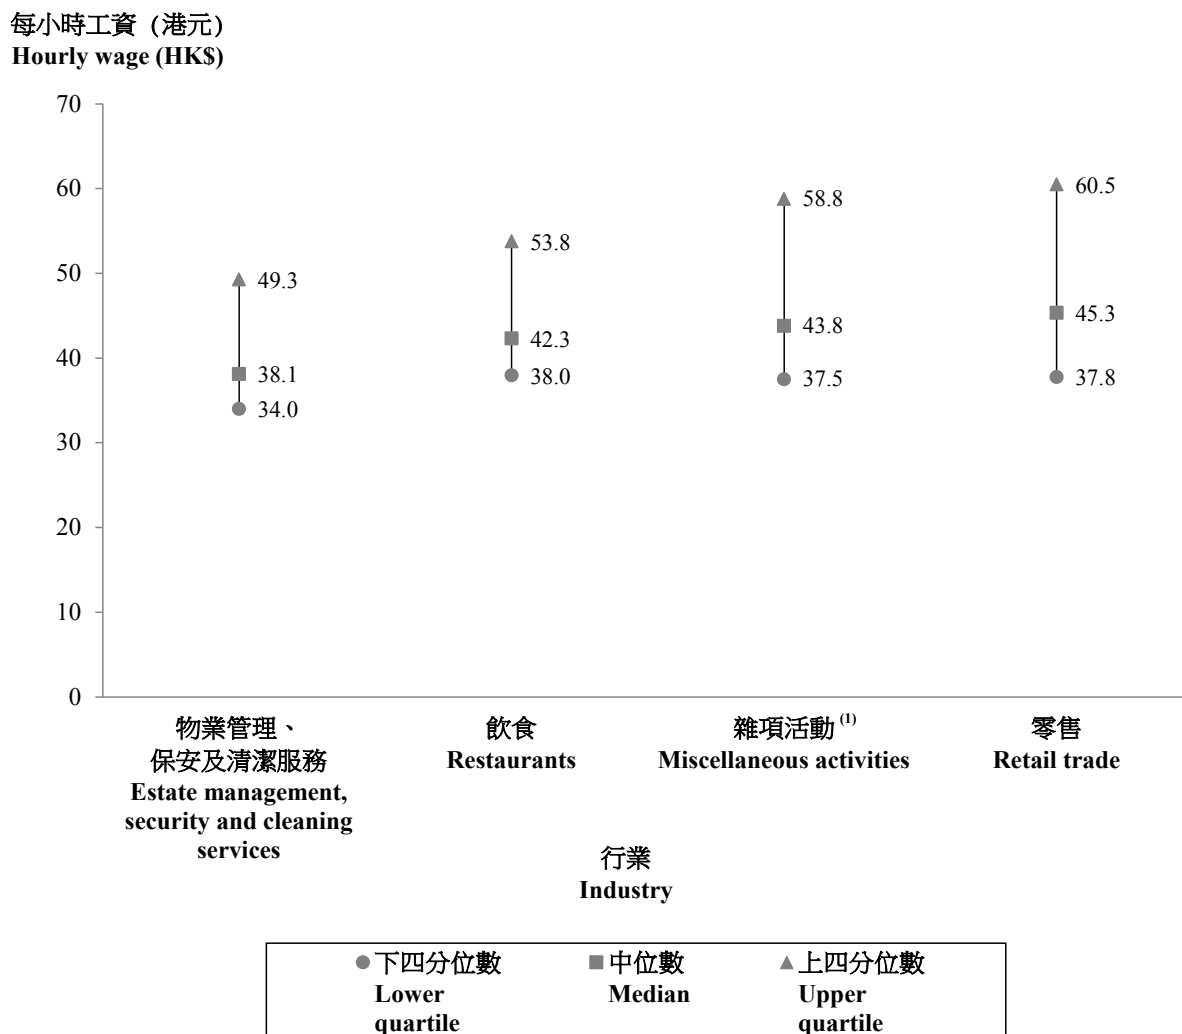 每小時工資 (港元)
Hourly wage (HK$)
70
60
50
40
30
20
10
0
49.3
38.1
34.0
53.8
42.3
38.0
58.8
43.8
37.5
60.5
45.3
37.8
物業管理、
保安及清潔服務
Estate management,
security and cleaning
services
飲食
Restaurants
雜項活動 (1)
Miscellaneous activities
零售
Retail trade
行業
Industry
下四分位數
Lower
quartile
中位數
Median
上四分位數
Upper
quartile